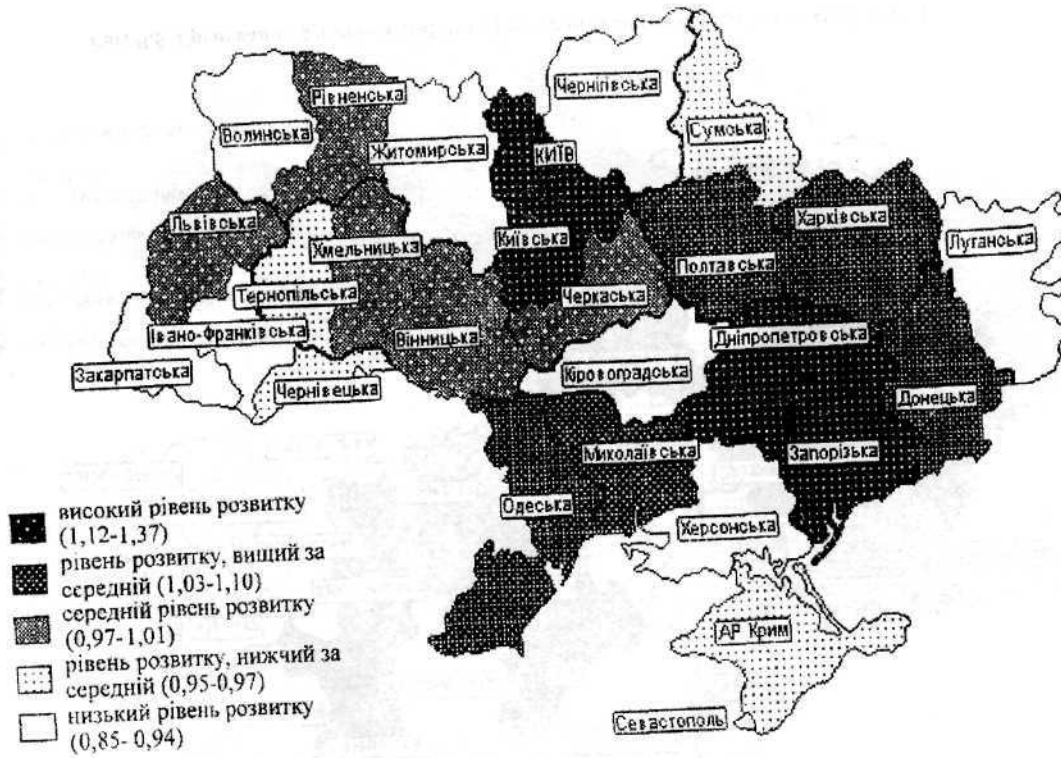 Чернігівська
Рівненська
Сумська
Волинська
Житомирська
КИЇВ
Львівська
Хмельницька
Київська
Харківська
Луганська
Полтавська
Тернопільська
Черкаська
Івано-Франківська
Вінницька
Дніпропетровська
Закарпатська
Чернівецька
Кіровоградська
Донецька
Миколаївська
Запорізька
Одеська
Херсонська
АР Крим
Севастополь
високий рівень розвитку
(1,12-1,37)
рівень розвитку, вищий за
середній (1,03-1,10)
середній рівень розвитку
(0,97-1,01)
рівень розвитку, нижчий за
середній (0,95-0,97)
низький рівень розвитку
(0,85- 0,94)